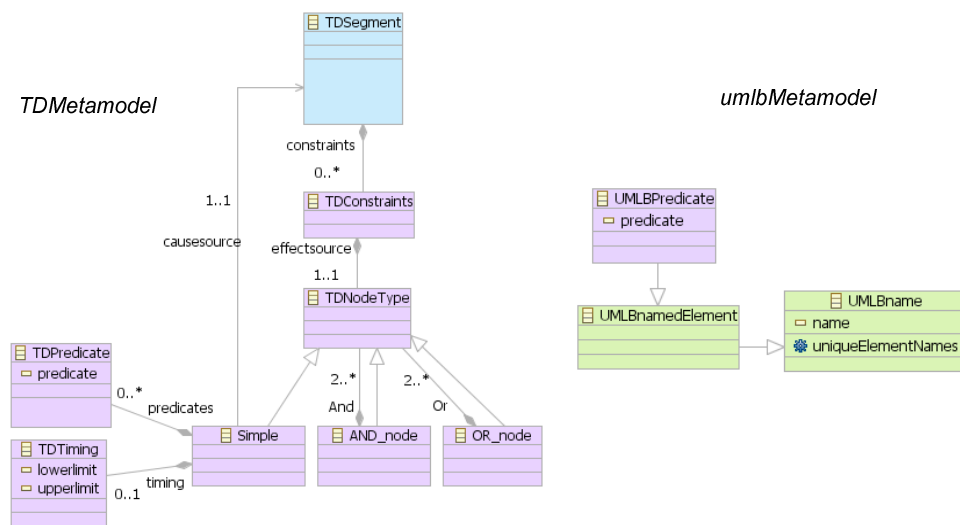 TDSegment
TDMetamodel
umlbMetamodel
constraints
0..*
1..1
TDConstraints
UMLBPredicate
predicate
causesource
effectsource
1..1
TDNodeType
UMLBname
name
uniqueElementNames
UMLBnamedElement
TDPredicate
predicate
0..*
predicates
2..*
And
2..*
Or
Simple
AND_node
OR_node
TDTiming
lowerlimit
upperlimit
0..1
timing